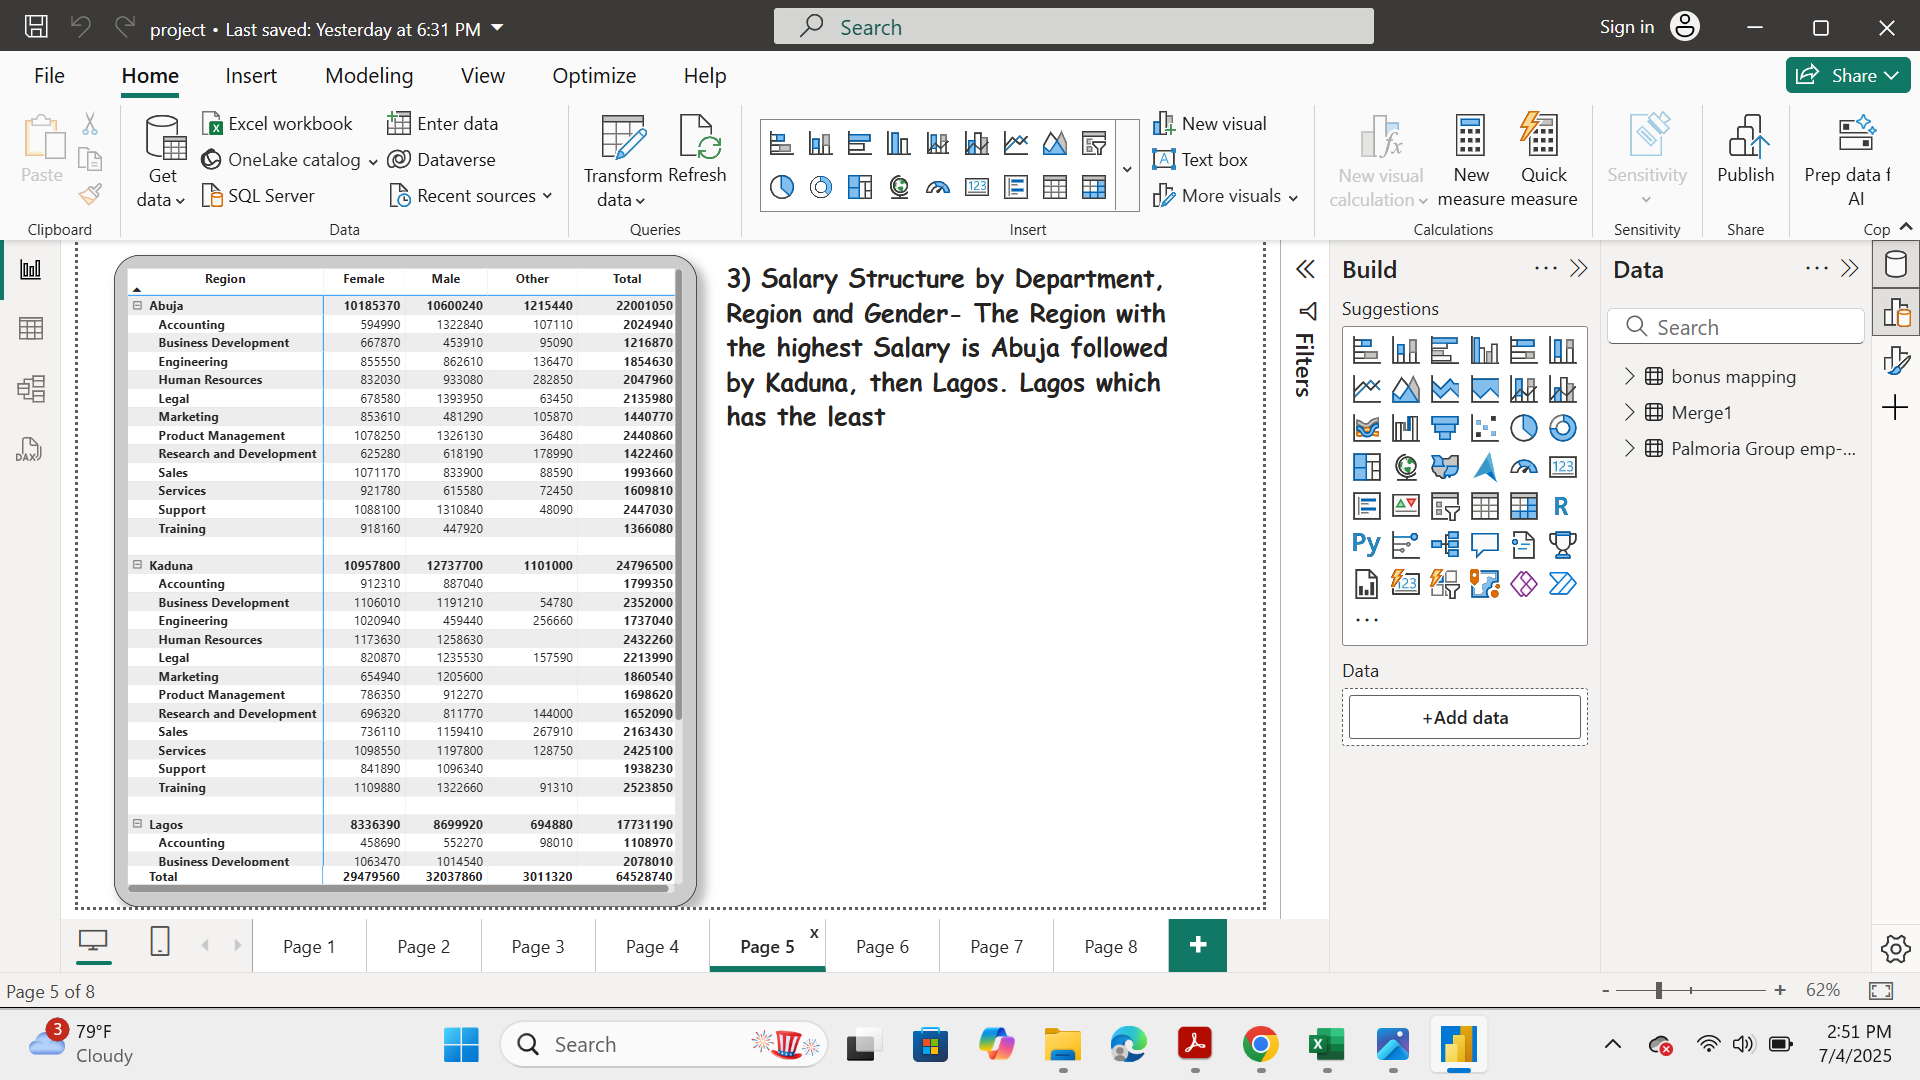 project • Last saved: Yesterday at 6:31 PM
Search
Sign in
File Home Insert Modeling View Optimize Help
Share
Paste
Clipboard
Get data
Excel workbook
OneLake catalog
SQL Server
Enter data
Dataverse
Recent sources
Data
Transform data
Refresh
Queries
New visual
Text box
More visuals
Insert
New visual calculation
New measure
Quick measure
Calculations
Sensitivity
Sensitivity
Publish
Share
Prep data f
AI
Cop
Region Female Male Other Total
Abuja 10185370 10600240 1215440 22001050
Accounting 594990 1322840 107110 2024940
Business Development 667870 453910 95090 1216870
Engineering 855550 862610 136470 1854630
Human Resources 832030 933080 282850 2047960
Legal 678580 1393950 63450 2135980
Marketing 853610 481290 105870 1440770
Product Management 1078250 1326130 36480 2440860
Research and Development 625280 618190 178990 1422460
Sales 1071170 833900 88590 1993660
Services 921780 615580 72450 1609810
Support 1088100 1310840 48090 2447030
Training 918160 447920 1366080
Kaduna 10957800 12737700 1101000 24796500
Accounting 912310 887040 1799350
Business Development 1106010 1191210 54780 2352000
Engineering 1020940 459440 256660 1737040
Human Resources 1173630 1258630 2432260
Legal 820870 1235530 157590 2213990
Marketing 654940 1205600 1860540
Product Management 786350 912270 1698620
Research and Development 696320 811770 144000 1652090
Sales 736110 1159410 267910 2163430
Services 1098550 1197800 128750 2425100
Support 841890 1096340 1938230
Training 1109880 1322660 91310 2523850
Lagos 8336390 8699920 694880 17731190
Accounting 458690 552270 98010 1108970
Business Development 1063470 1014540 2078010
Total 29479560 32037860 3011320 64528740
3) Salary Structure by Department,
Region and Gender- The Region with
the highest Salary is Abuja followed
by Kaduna, then Lagos. Lagos which
has the least
Filters
Build
Suggestions
Data
+Add data
Data
Search
bonus mapping
Merge1
Palmoria Group emp-...
Page 1 Page 2 Page 3 Page 4 Page 5 x Page 6 Page 7 Page 8 +
Page 5 of 8
- + 62%
3
79°F
Cloudy
Search
2:51 PM
7/4/2025